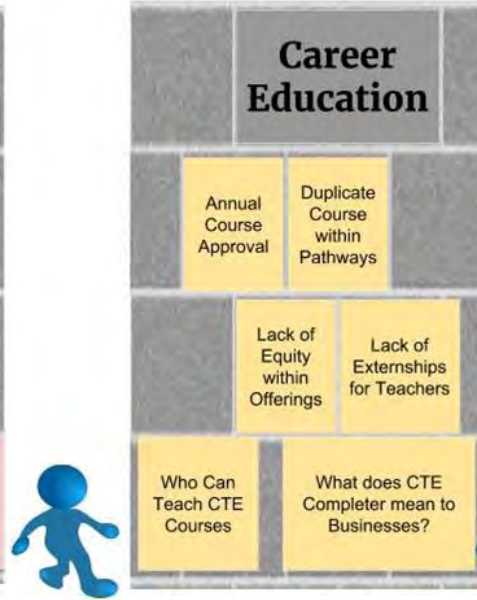 Career
Education
Annual
Course
Approval
Duplicate
Course
within
Pathways
Lack of
Equity
within
Offerings
Lack of
Externships
for Teachers
Who Can
Teach CTE
Courses
What does CTE
Completer mean to
Businesses?